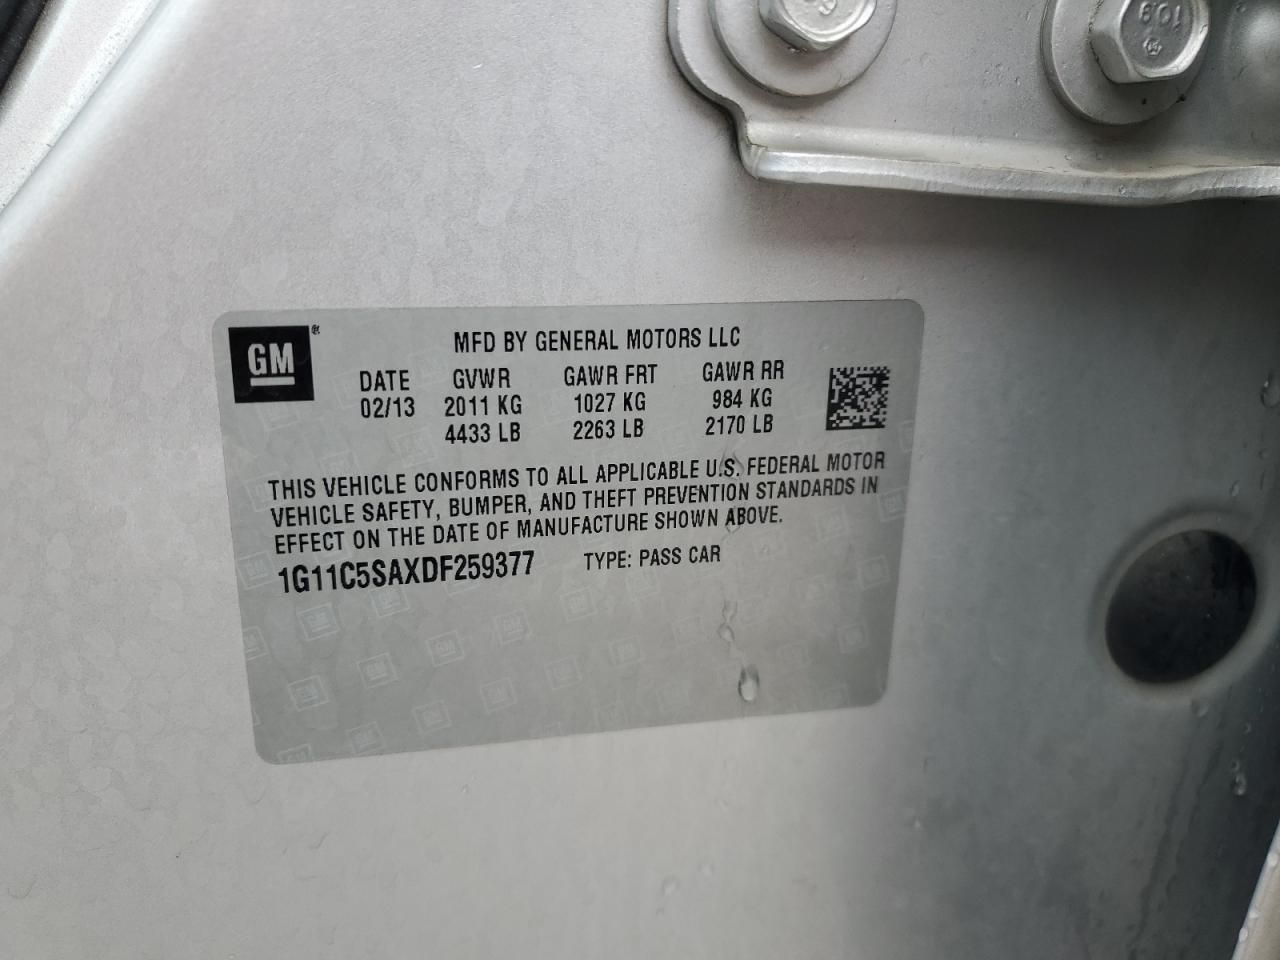 10.9
GM®
MFD BY GENERAL MOTORS LLC
DATE GVWR GAWR FRT GAWR RR
02/13 2011 KG 1027 KG 984 KG
4433 LB 2263 LB 2170 LB
THIS VEHICLE CONFORMS TO ALL APPLICABLE U.S. FEDERAL MOTOR
VEHICLE SAFETY, BUMPER, AND THEFT PREVENTION STANDARDS IN
EFFECT ON THE DATE OF MANUFACTURE SHOWN ABOVE.
1G11C5SAXDF259377 TYPE: PASS CAR